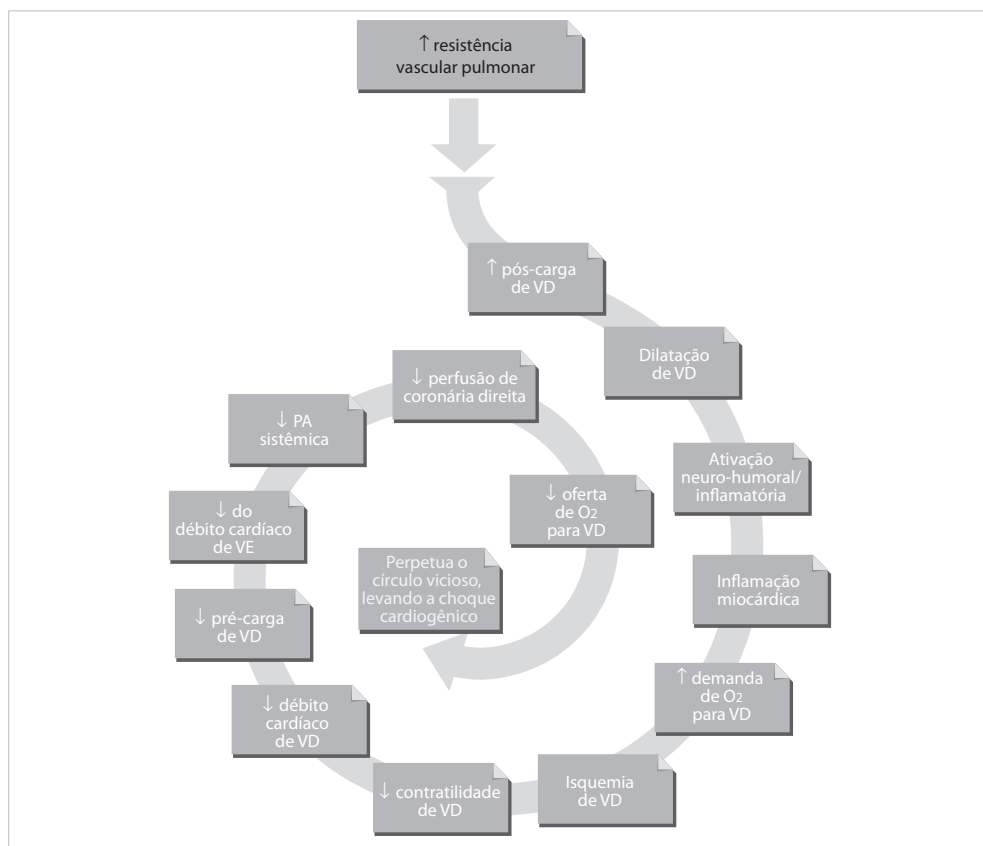 ↑ resistência
vascular pulmonar
↑ pós-carga
de VD
Dilatação
de VD
Ativação
neuro-humoral/
inflamatória
Inflamação
miocárdica
↑ demanda
de O2
para VD
Isquemia
de VD
↓ contratilidade
de VD
↓ débito
cardíaco
de VD
↓ pré-carga
de VD
↓ do
débito cardíaco
de VE
↓ PA
sistêmica
↓ perfusão de
coronária direita
↓ oferta
de O2
para VD
Perpetua o
círculo vicioso,
levando a choque
cardiogênico